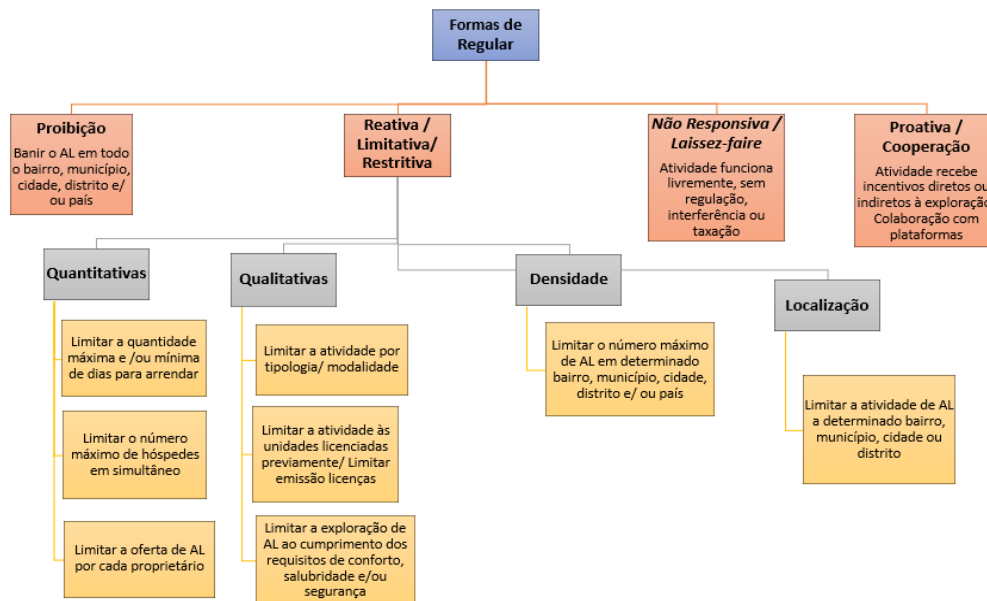 Formas de
Regular
Proibição
Banir o AL em todo
o bairro, município,
cidade, distrito e/
ou país
Reativa /
Limitativa/
Restritiva
Não Responsiva /
Laissez-faire
Atividade funciona
livremente, sem
regulação,
interferência ou
taxação
Proativa /
Cooperação
Atividade recebe
incentivos diretos ou
indiretos à exploração
Colaboração com
plataformas
Quantitativas
Limitar a quantidade
máxima e /ou mínima
de dias para arrendar
Limitar o número
máximo de hóspedes
em simultâneo
Limitar a oferta de AL
por cada proprietário
Qualitativas
Limitar a atividade por
tipologia/ modalidade
Limitar a atividade às
unidades licenciadas
previamente/ Limitar
emissão licenças
Limitar a exploração de
AL ao cumprimento dos
requisitos de conforto,
salubridade e/ou
segurança
Densidade
Limitar o número máximo
de AL em determinado
bairro, município, cidade,
distrito e/ ou país
Localização
Limitar a atividade de AL
a determinado bairro,
município, cidade ou
distrito